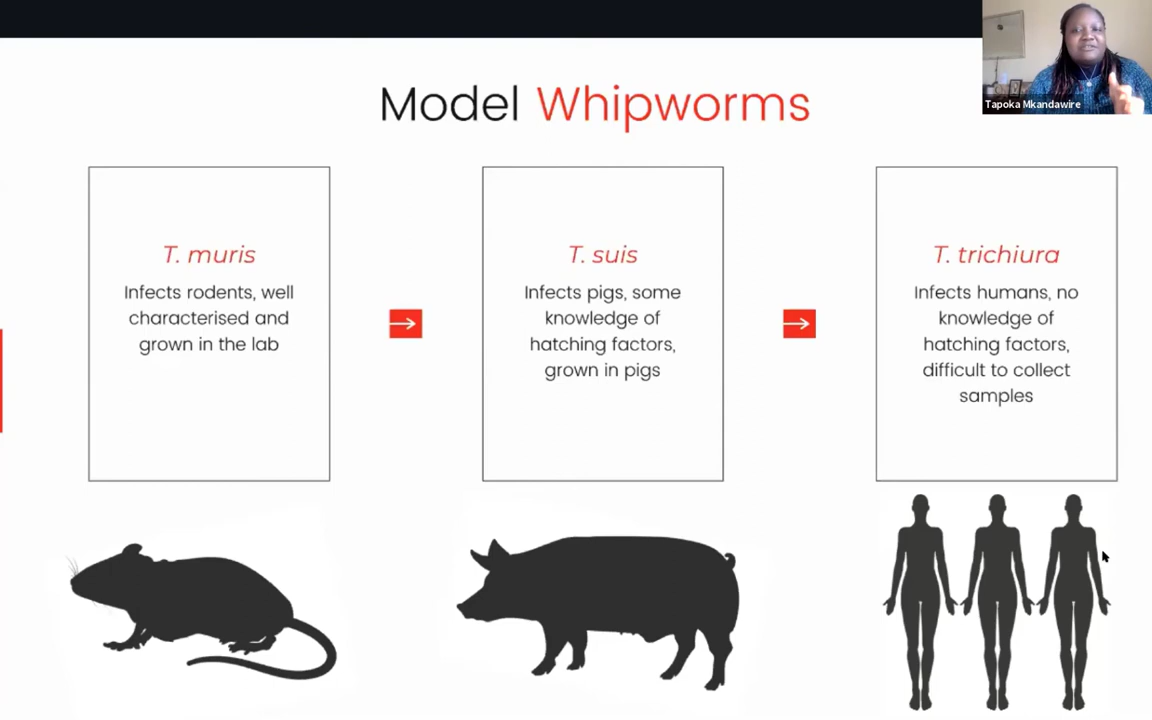 Model Whipworms
Tapoka Mkandawire
T. muris
Infects rodents, well
characterised and
grown in the lab
T. suis
Infects pigs, some
knowledge of
hatching factors,
grown in pigs
T. trichiura
Infects humans, no
knowledge of
hatching factors,
difficult to collect
samples